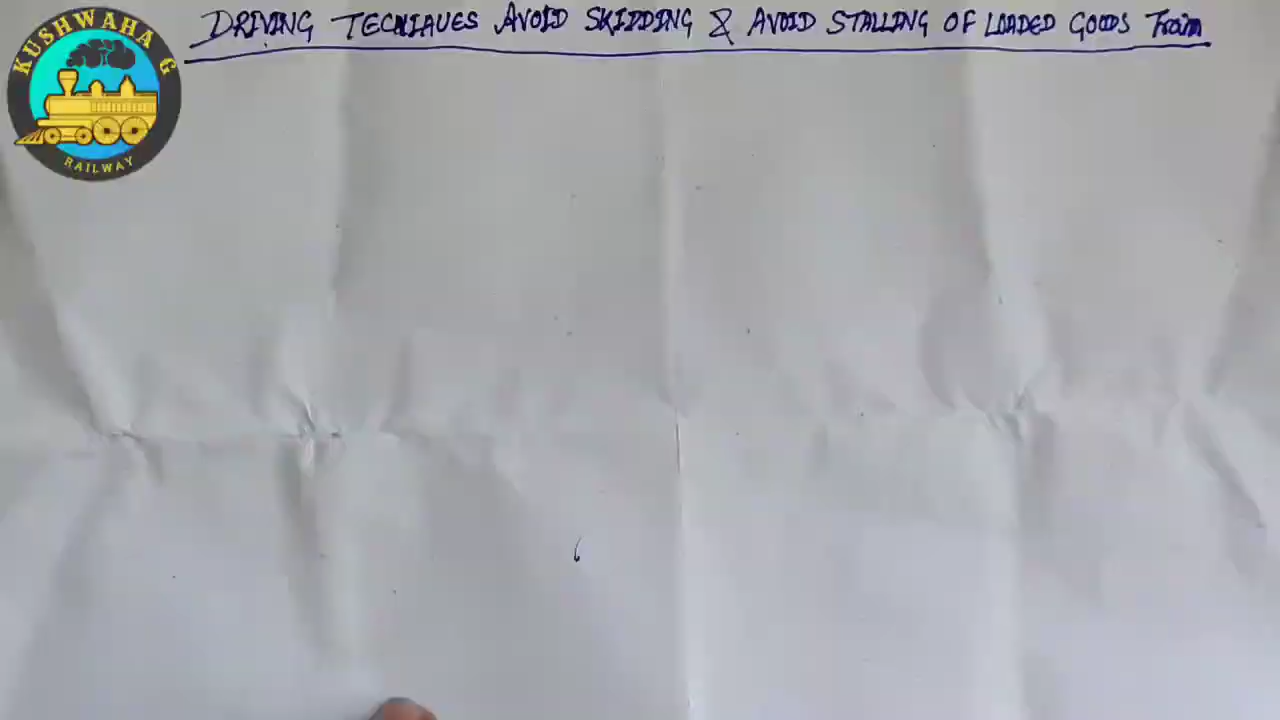 DRIVING TECNIAUES AVOID SKIDDING & AVOID STALLING OF LOADED GOODS Train
KUSHWAHA G
RAILWAY